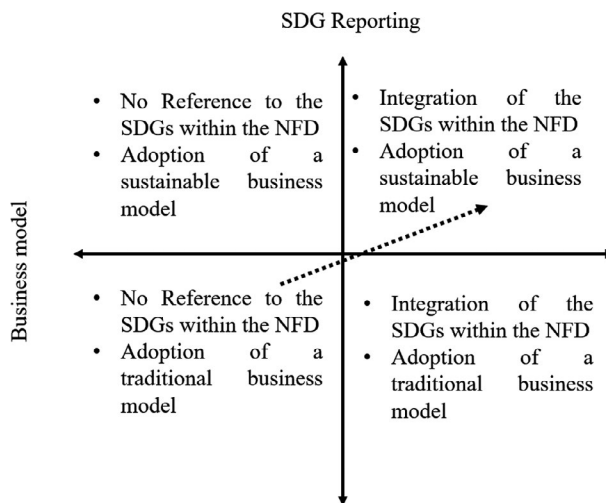 SDG Reporting
• No Reference to the
SDGs within the NFD
• Adoption of a
sustainable business
model
• Integration of the
SDGs within the NFD
• Adoption of a
sustainable business
model
Business model
• No Reference to the
SDGs within the NFD
• Adoption of a
traditional business
model
• Integration of the
SDGs within the NFD
• Adoption of a
traditional business
model